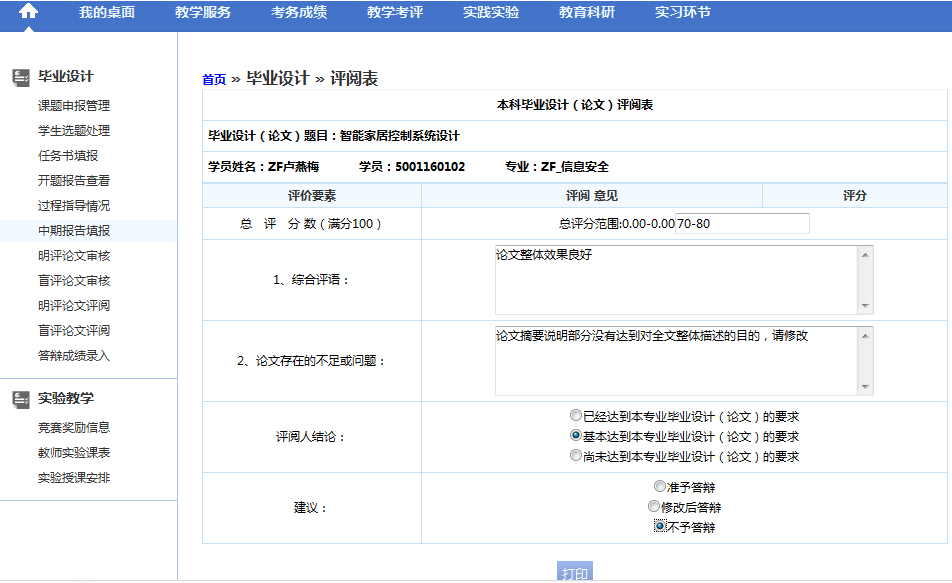 我的桌面 教学服务 考务成绩 教学考评 实践实验 教育科研 实习环节
毕业设计
课题申报管理
学生选题处理
任务书填报
开题报告查看
过程指导情况
中期报告填报
明评论文审核
盲评论文审核
明评论文评阅
盲评论文评阅
答辩成绩录入
实验教学
竞赛奖励信息
教师实验课表
实验授课安排
首页 » 毕业设计 » 评阅表
本科毕业设计（论文）评阅表
毕业设计（论文）题目：智能家居控制系统设计
学员姓名：ZF卢燕梅 学员：5001160102 专业：ZF_信息安全
评价要素 评阅 意见 评分
总 评 分 数（满分100 ） 总评分范围:0.00-0.00 70-80
1、综合评语： 论文整体效果良好
2、论文存在的不足或问题： 论文摘要说明部分没有达到对全文整体描述的目的，请修改
评阅人结论：
已经达到本专业毕业设计（论文）的要求
基本达到本专业毕业设计（论文）的要求
尚未达到本专业毕业设计（论文）的要求
建议：
准予答辩
修改后答辩
不予答辩
打印